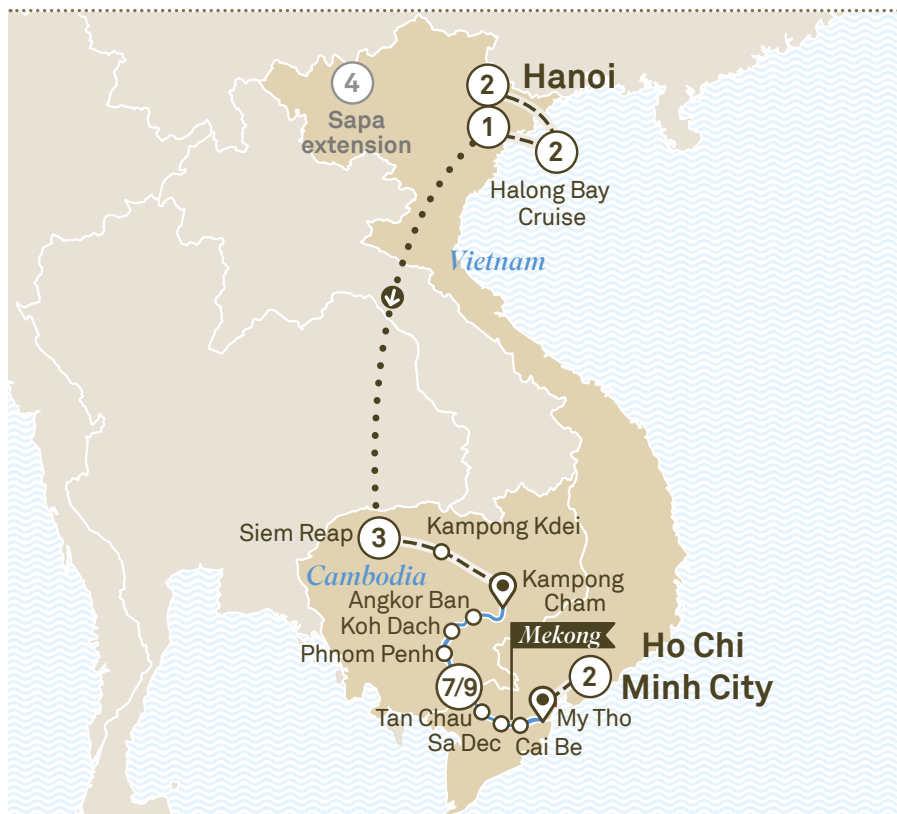 4
Sapa
extension
2
Hanoi
1
2
Halong Bay
Cruise
Vietnam
Siem Reap
3
Kampong Kdei
Cambodia
Kampong
Cham
Angkor Ban
Koh Dach
Phnom Penh
Mekong
Ho Chi
Minh City
2
7/9
Tan Chau
My Tho
Sa Dec
Cai Be